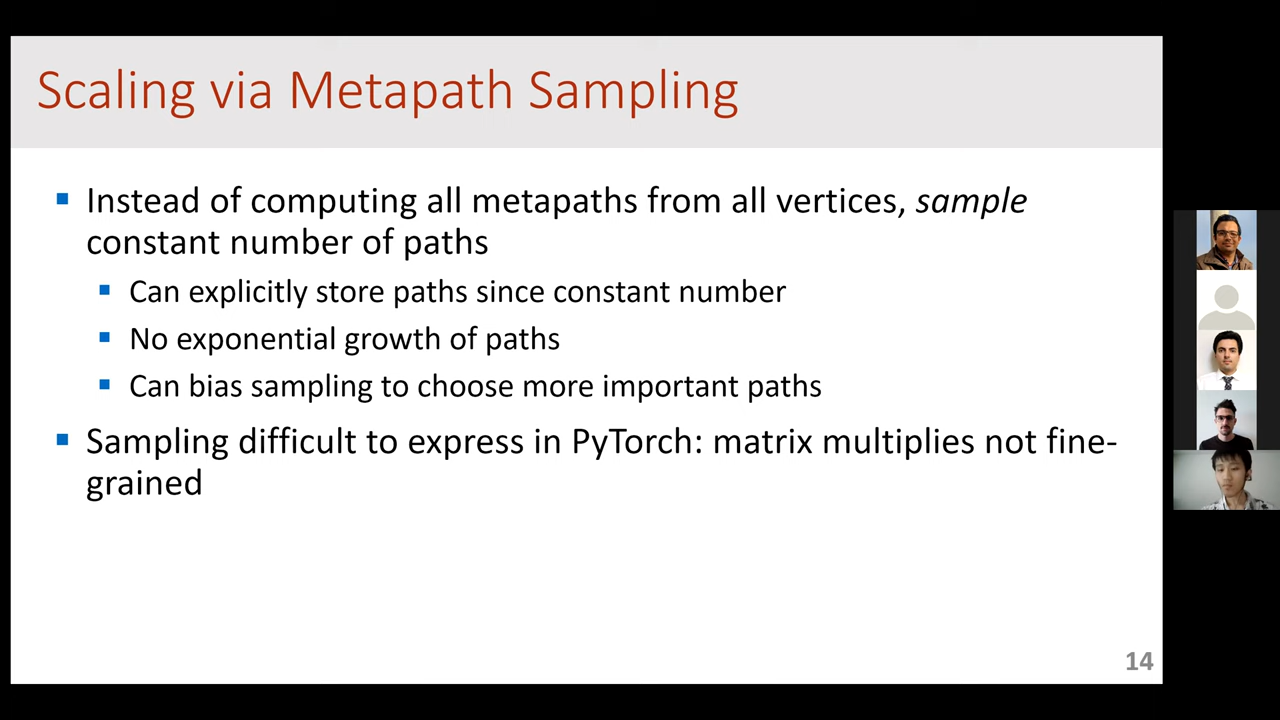 Scaling via Metapath Sampling
Instead of computing all metapaths from all vertices, sample
constant number of paths
Can explicitly store paths since constant number
No exponential growth of paths
Can bias sampling to choose more important paths
Sampling difficult to express in PyTorch: matrix multiplies not fine-
grained
14